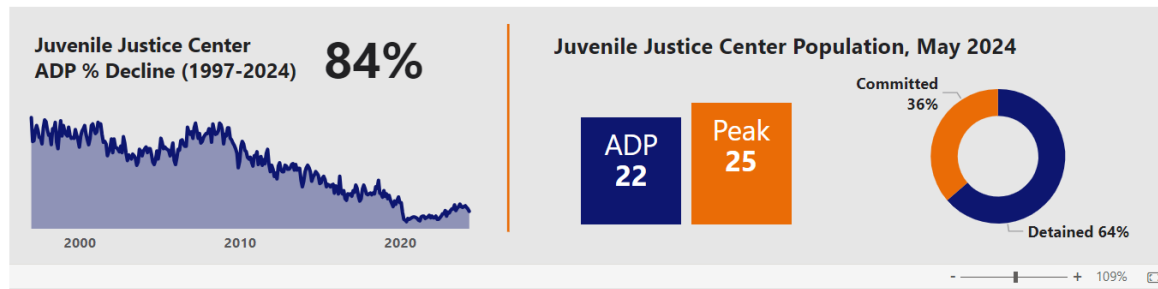 Juvenile Justice Center
ADP % Decline (1997-2024)
84%
2000
2010
2020
Juvenile Justice Center Population, May 2024
ADP
22
Peak
25
Committed
36%
Detained 64%
-
+
109%